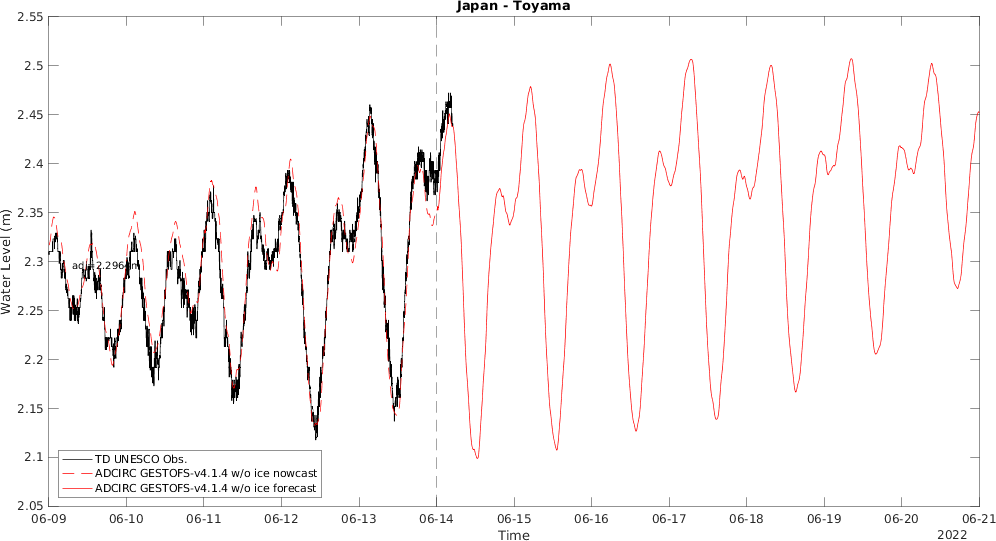 Japan - Toyama
Water Level (m)
2.55
2.5
2.45
2.4
2.35
2.3
2.25
2.2
2.15
2.1
2.05
adj=2.2964m
TD UNESCO Obs.
ADCIRC GESTOFS-v4.1.4 w/o ice nowcast
ADCIRC GESTOFS-v4.1.4 w/o ice forecast
06-09 06-10 06-11 06-12 06-13 06-14 06-15 06-16 06-17 06-18 06-19 06-20 06-21
Time
2022